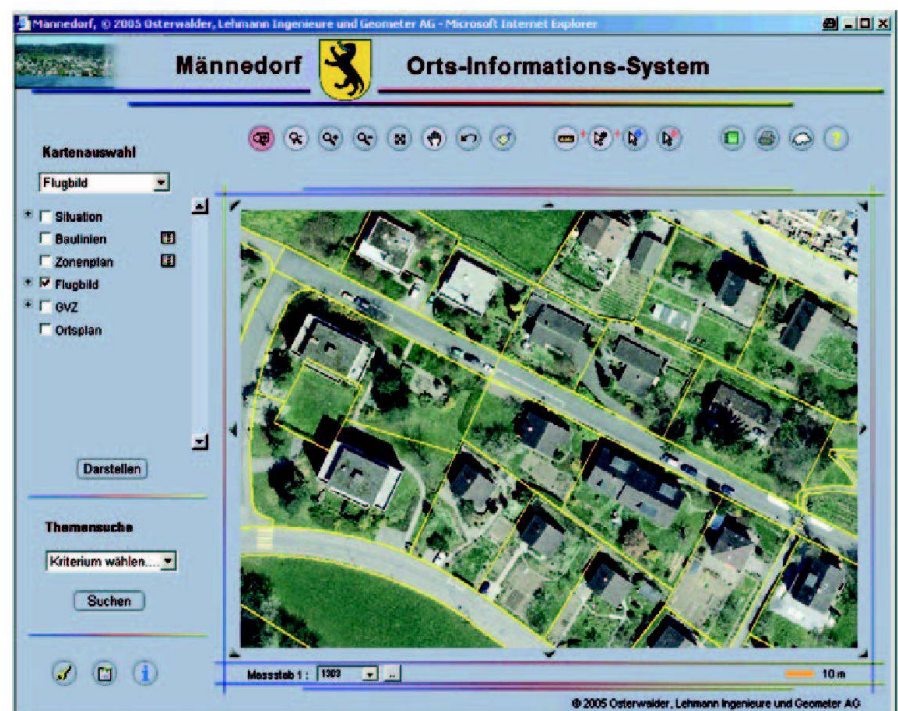 Männedorf, © 2005 Osterwalder, Lehmann Ingenieure und Geometer AG - Microsoft Internet Explorer
Männedorf Orts-Informations-System
Kartenauswahl
Flugbild
Situation
Baulinien
Zonenplan
Flugbild
GVZ
Ortsplan
Darstellen
Themensuche
Kriterium wählen....
Suchen
Massstab 1 : 1303 ..
10 m
© 2005 Osterwalder, Lehmann Ingenieure und Geometer AG